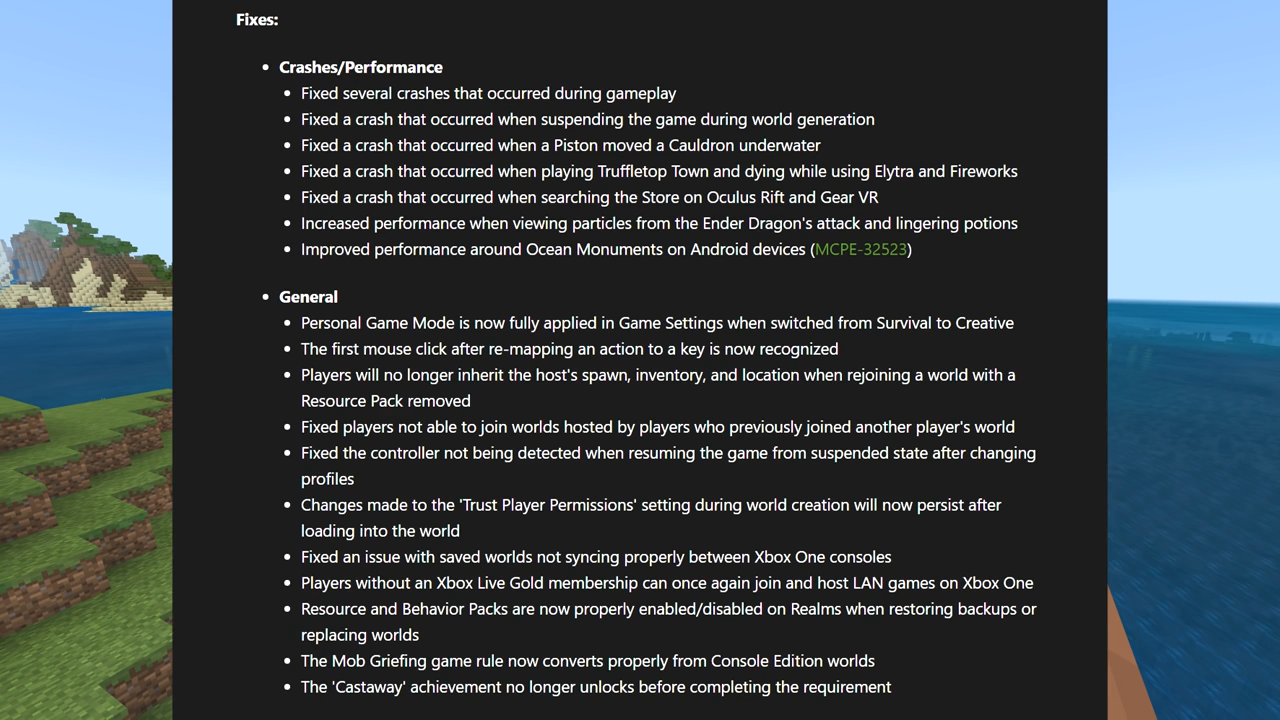 Fixes:
Crashes/Performance
Fixed several crashes that occurred during gameplay
Fixed a crash that occurred when suspending the game during world generation
Fixed a crash that occurred when a Piston moved a Cauldron underwater
Fixed a crash that occurred when playing Truffletop Town and dying while using Elytra and Fireworks
Fixed a crash that occurred when searching the Store on Oculus Rift and Gear VR
Increased performance when viewing particles from the Ender Dragon's attack and lingering potions
Improved performance around Ocean Monuments on Android devices (MCPE-32523)
General
Personal Game Mode is now fully applied in Game Settings when switched from Survival to Creative
The first mouse click after re-mapping an action to a key is now recognized
Players will no longer inherit the host's spawn, inventory, and location when rejoining a world with a
Resource Pack removed
Fixed players not able to join worlds hosted by players who previously joined another player's world
Fixed the controller not being detected when resuming the game from suspended state after changing
profiles
Changes made to the 'Trust Player Permissions' setting during world creation will now persist after
loading into the world
Fixed an issue with saved worlds not syncing properly between Xbox One consoles
Players without an Xbox Live Gold membership can once again join and host LAN games on Xbox One
Resource and Behavior Packs are now properly enabled/disabled on Realms when restoring backups or
replacing worlds
The Mob Griefing game rule now converts properly from Console Edition worlds
The 'Castaway' achievement no longer unlocks before completing the requirement